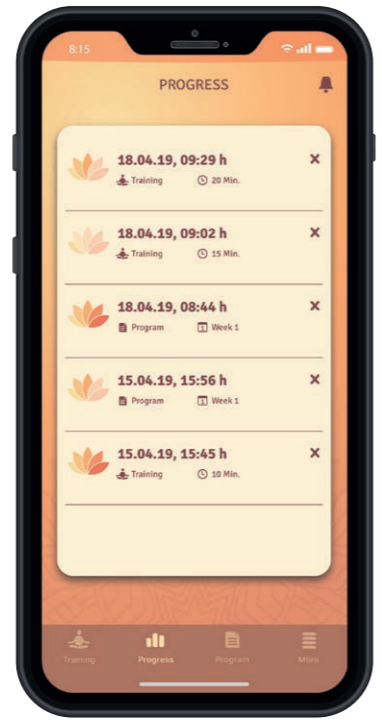 8:15
PROGRESS
18.04.19, 09:29 h
Training 20 Min.
18.04.19, 09:02 h
Training 15 Min.
18.04.19, 08:44 h
Program 1 Week 1
15.04.19, 15:56 h
Program 1 Week 1
15.04.19, 15:45 h
Training 10 Min.
Training Progress Program More